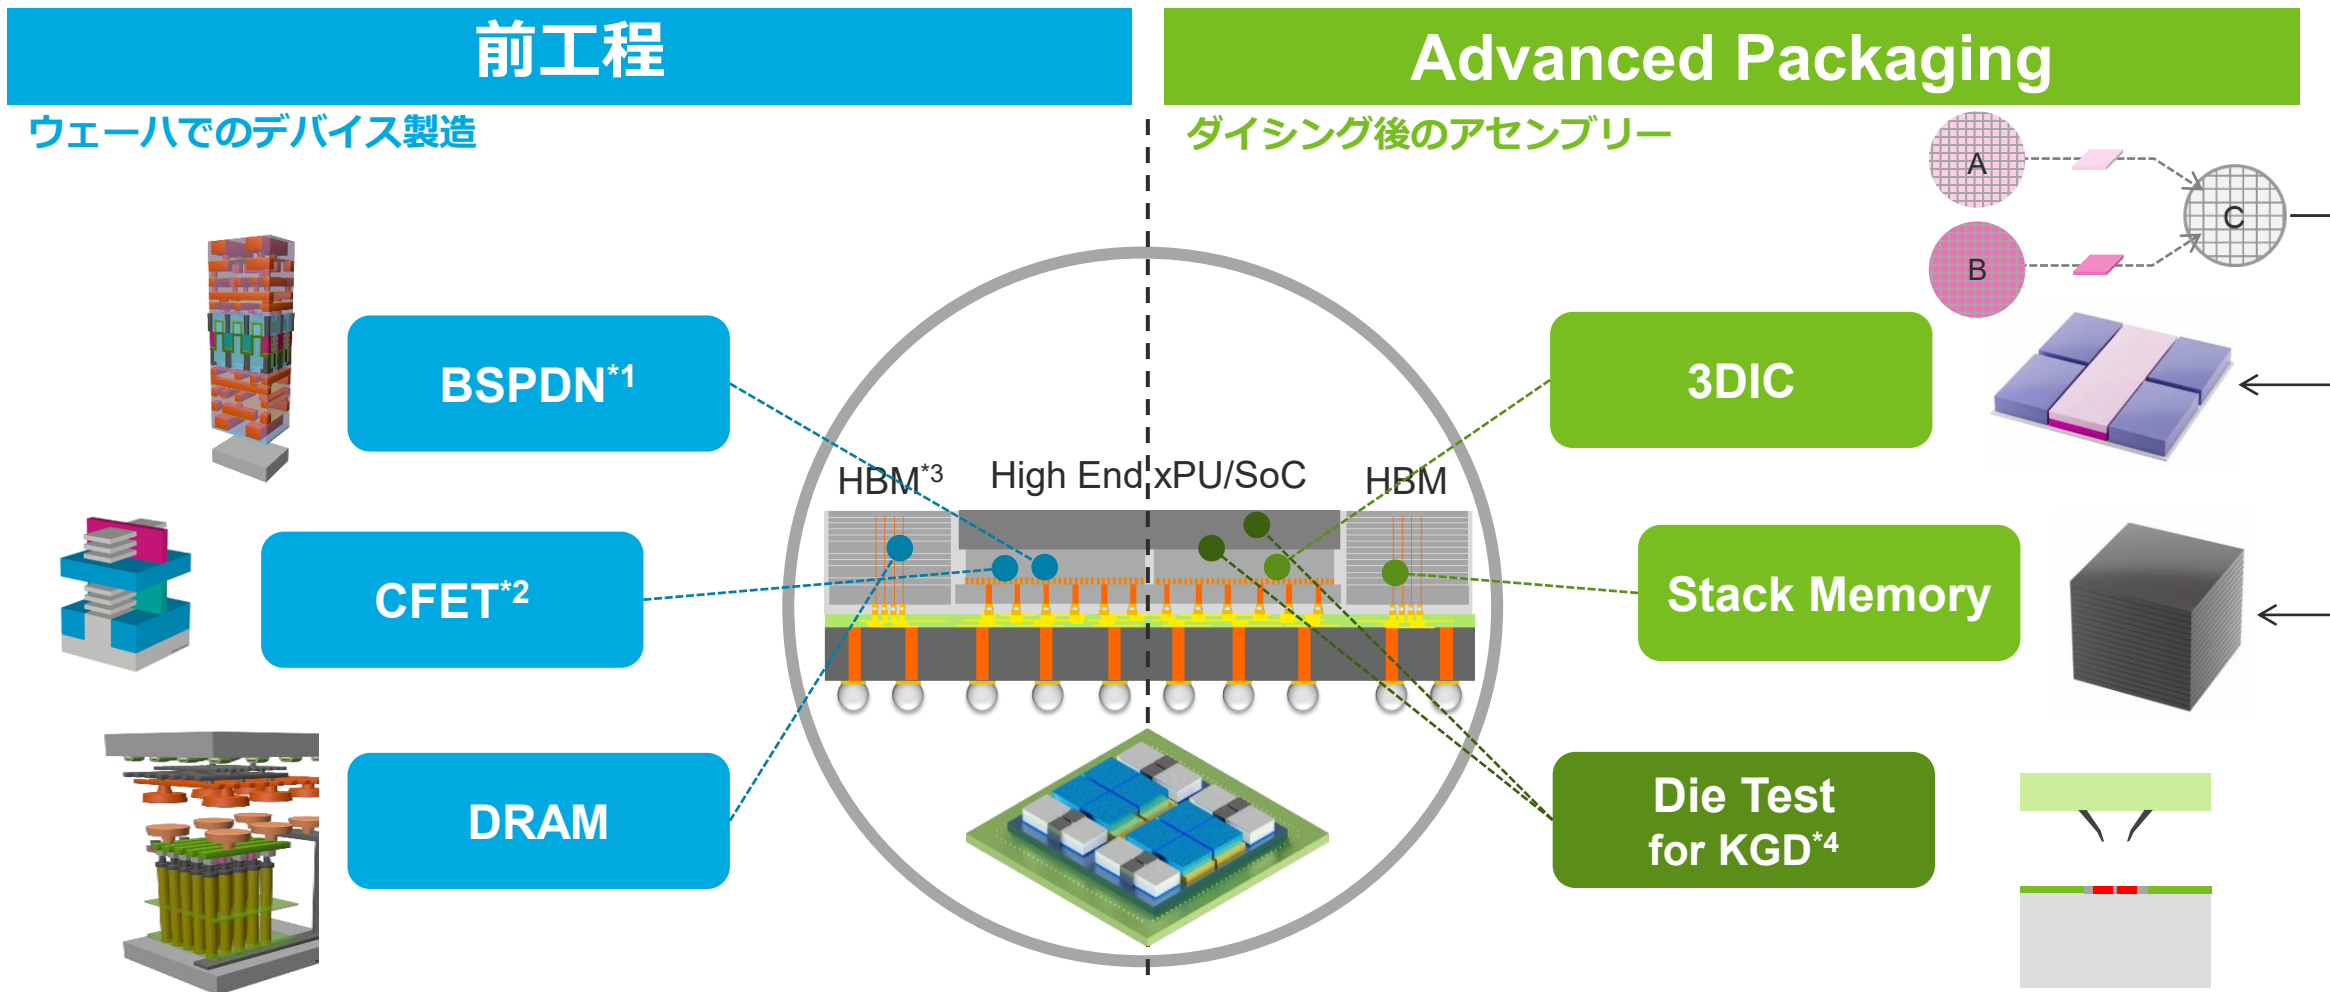 前工程
Advanced Packaging
ウェーハでのデバイス製造
ダイシング後のアセンブリー
A
B
C
BSPDN*1
CFET*2
DRAM
HBM*3
High End xPU/SoC
HBM
3DIC
Stack Memory
Die Test
for KGD*4